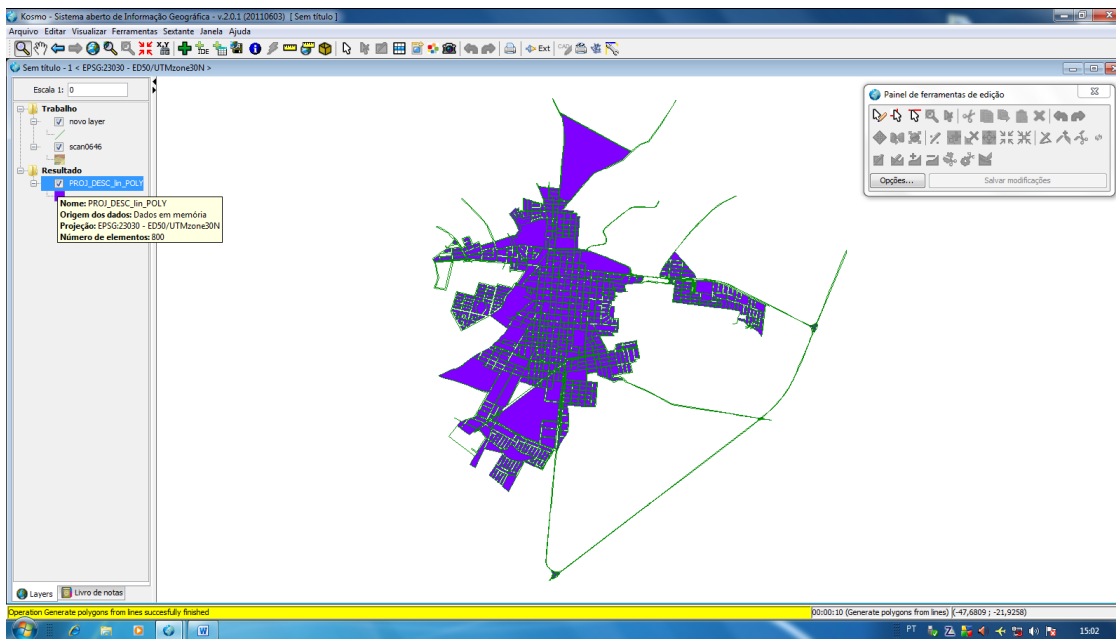 Kosmo - Sistema aberto de Informação Geográfica - v.2.0.1 (20110603) [ Sem título ]
Arquivo Editar Visualizar Ferramentas Sextante Janela Ajuda
TDE
Ext
CAD
Sem título - 1 < EPSG:23030 - ED50/UTMzone30N >
Escala 1: 0
Trabalho
novo layer
scan0646
Resultado
PROJ_DESC_lin_POLY
Nome: PROJ_DESC_lin_POLY
Origem dos dados: Dados em memória
Projeção: EPSG:23030 - ED50/UTMzone30N
Número de elementos: 800
Painel de ferramentas de edição
Opções...
Salvar modificações
Layers
Livro de notas
Operation Generate polygons from lines succesfully finished
00:00:10 (Generate polygons from lines)
(-47,6809 ; -21,9258)
PT
15:02